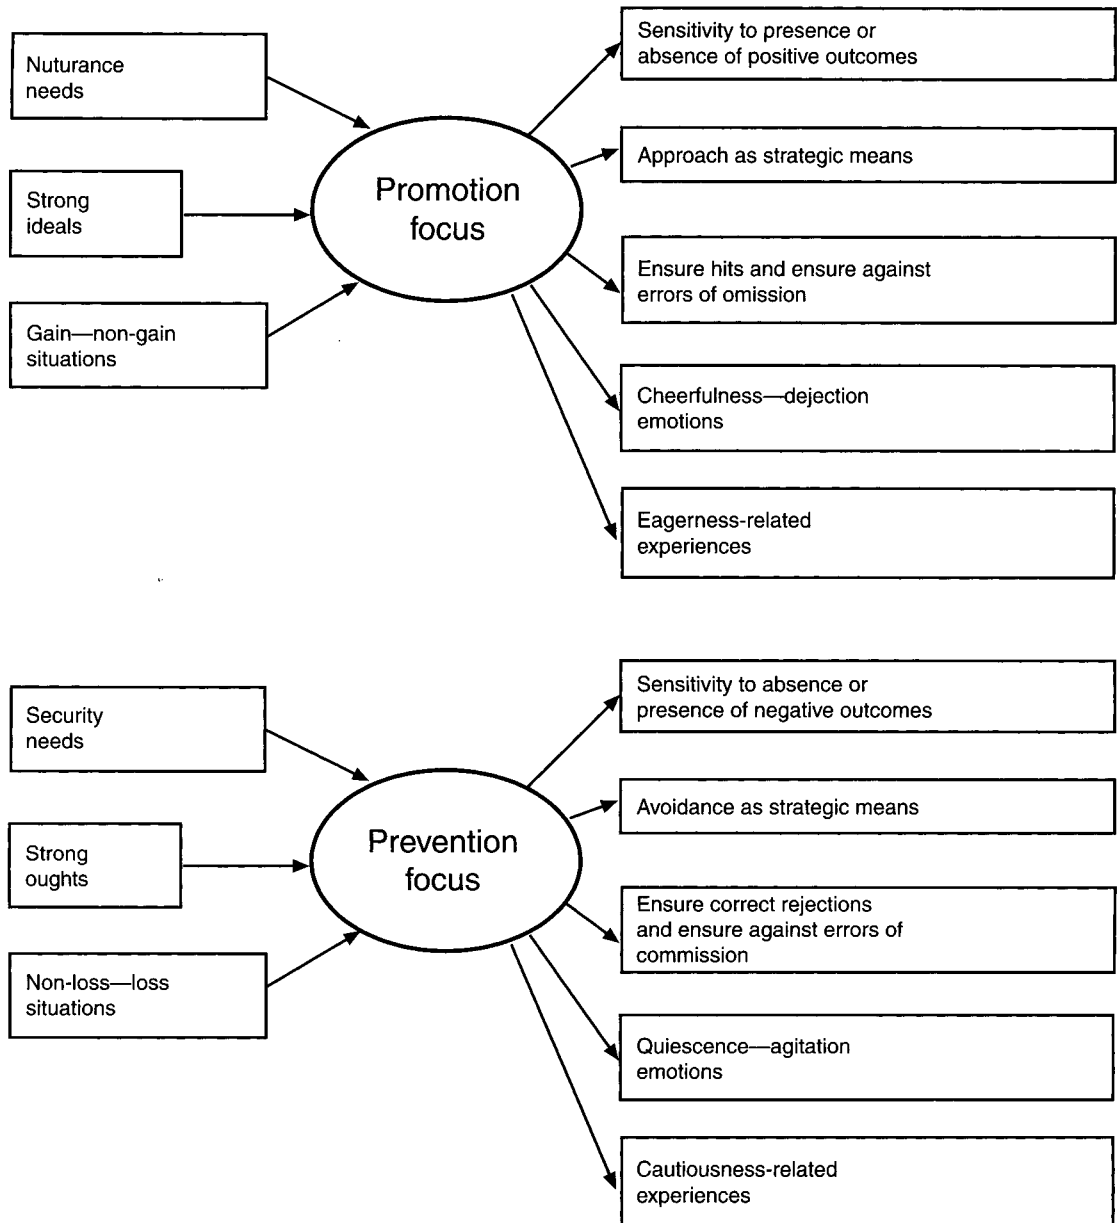 Nuturance
needs
Strong
ideals
Gain—non-gain
situations
Promotion
focus
Sensitivity to presence or
absence of positive outcomes
Approach as strategic means
Ensure hits and ensure against
errors of omission
Cheerfulness—dejection
emotions
Eagerness-related
experiences
Security
needs
Strong
oughts
Non-loss—loss
situations
Prevention
focus
Sensitivity to absence or
presence of negative outcomes
Avoidance as strategic means
Ensure correct rejections
and ensure against errors of
commission
Quiescence—agitation
emotions
Cautiousness-related
experiences